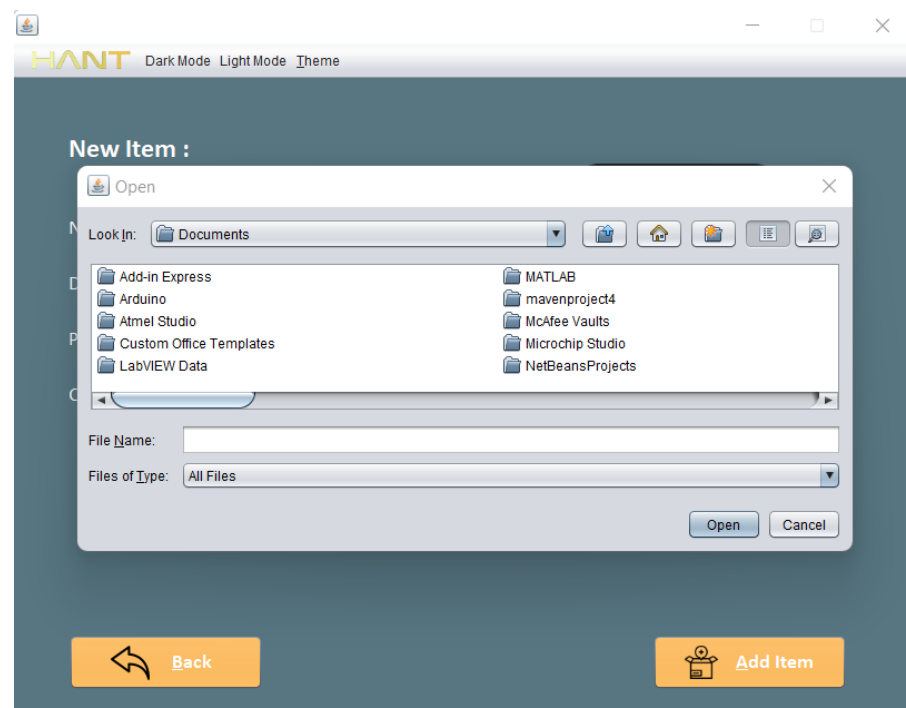 HANT Dark Mode Light Mode Theme
New Item :
Open
Look In: Documents
Add-in Express
Arduino
Atmel Studio
Custom Office Templates
LabVIEW Data
MATLAB
mavenproject4
McAfee Vaults
Microchip Studio
NetBeansProjects
File Name:
Files of Type: All Files
Open Cancel
Back Add Item